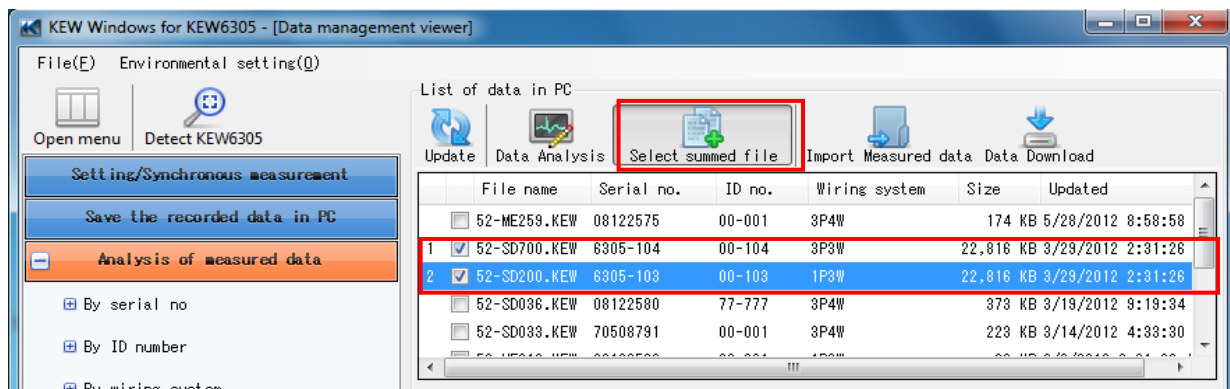 KEW Windows for KEW6305 - [Data management viewer]
File(F) Environmental setting(O)
Open menu
Detect KEW6305
Setting/Synchronous measurement
Save the recorded data in PC
Analysis of measured data
By serial no
By ID number
By wiring system
List of data in PC
Update
Data Analysis
Select summed file
Import Measured data
Data Download
File name Serial no. ID no. Wiring system Size Updated
52-ME259.KEW 08122575 00-001 3P4W 174 KB 5/28/2012 8:58:58
1 52-SD700.KEW 6305-104 00-104 3P3W 22,816 KB 3/29/2012 2:31:26
2 52-SD200.KEW 6305-103 00-103 1P3W 22,816 KB 3/29/2012 2:31:26
52-SD036.KEW 08122580 77-777 3P4W 373 KB 3/19/2012 9:19:34
52-SD033.KEW 70508791 00-001 3P4W 223 KB 3/14/2012 4:33:30